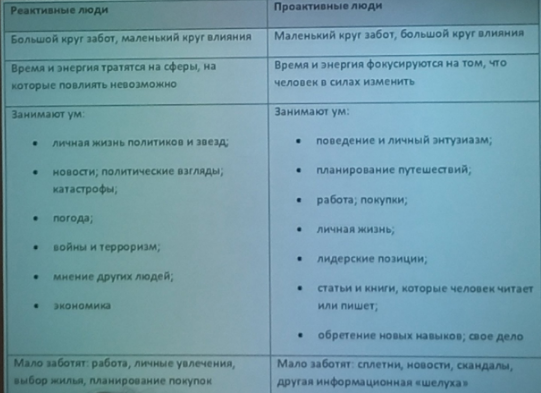 Реактивные люди
Проактивные люди
Большой круг забот, маленький круг влияния
Маленький круг забот, большой круг влияния
Время и энергия тратятся на сферы, на
которые повлиять невозможно
Время и энергия фокусируются на том, что
человек в силах изменить
Занимают ум:
• личная жизнь политиков и звезд;
• новости; политические взгляды;
катастрофы;
• погода;
• войны и терроризм;
• мнение других людей;
• экономика
Занимают ум:
• поведение и личный энтузиазм;
• планирование путешествий;
• работа; покупки;
• личная жизнь;
• лидерские позиции;
• статьи и книги, которые человек читает
или пишет;
• обретение новых навыков; свое дело
Мало заботят: работа, личные увлечения,
выбор жилья, планирование покупок
Мало заботят: сплетни, новости, скандалы,
другая информационная «шелуха»